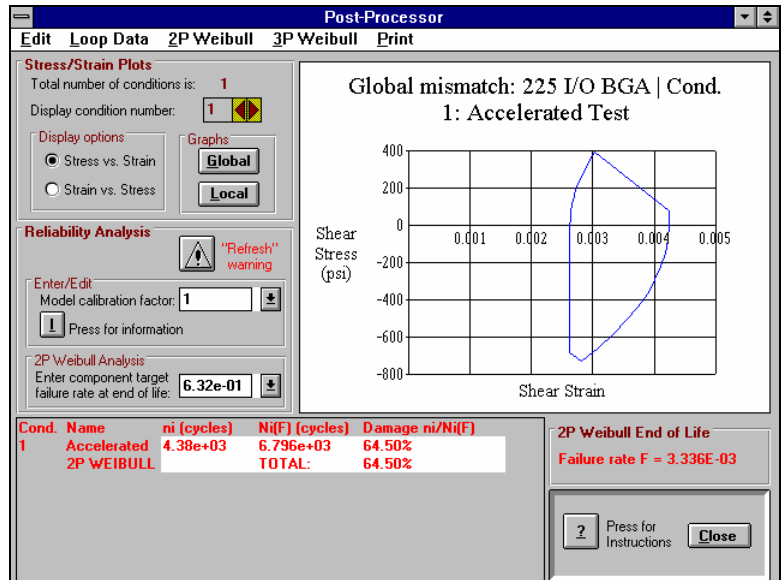 Post-Processor
Edit Loop Data 2P Weibull 3P Weibull Print
Stress/Strain Plots
Total number of conditions is: 1
Display condition number: 1
Display options
Stress vs. Strain
Strain vs. Stress
Graphs
Global
Local
Reliability Analysis
"Refresh"
warning
Enter/Edit
Model calibration factor: 1
I Press for information
2P Weibull Analysis
Enter component target
failure rate at end of life: 6.32e-01
Global mismatch: 225 I/O BGA | Cond.
1: Accelerated Test
Shear
Stress
(psi)
400
200
0
-200
-400
-600
-800
0.001 0.002 0.003 0.004 0.005
Shear Strain
Cond. Name ni (cycles) Ni(F) (cycles) Damage ni/Ni(F)
1 Accelerated 4.38e+03 6.796e+03 64.50%
2P WEIBULL TOTAL: 64.50%
2P Weibull End of Life
Failure rate F = 3.336E-03
? Press for
Instructions
Close